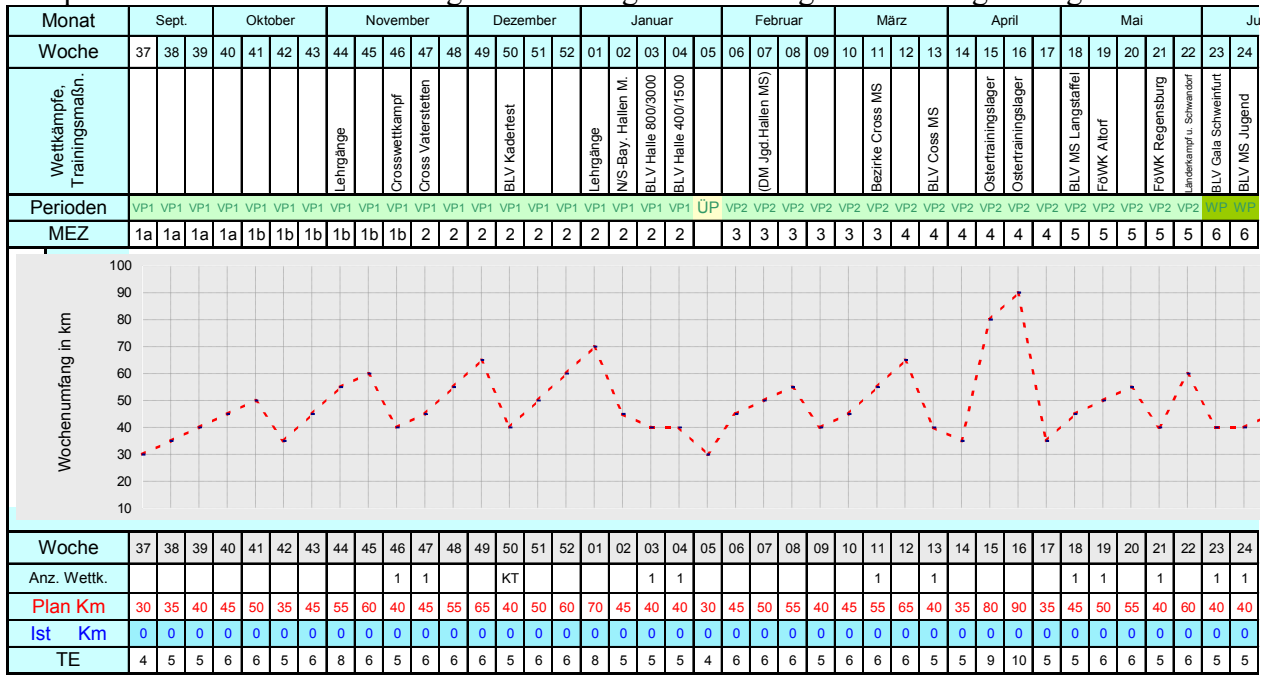 Monat Sept. Oktober November Dezember Januar Februar März April Mai Ju
Woche 37 38 39 40 41 42 43 44 45 46 47 48 49 50 51 52 01 02 03 04 05 06 07 08 09 10 11 12 13 14 15 16 17 18 19 20 21 22 23 24
Wettkämpfe,
Trainingsmaßn.
Lehrgänge
Crosswettkampf
Cross Vaterstetten
BLV Kadertest
Lehrgänge
N/S-Bay. Hallen M.
BLV Halle 800/3000
BLV Halle 400/1500
(DM Jgd.Hallen MS)
Bezirke Cross MS
BLV Coss MS
Ostertrainingslager
Ostertrainingslager
BLV MS Langstaffel
FöWK Altorf
FöWK Regensburg
Länderkampf u. Schwandorf
BLV Gala Schweinfurt
BLV MS Jugend
Perioden VP1 VP1 VP1 VP1 VP1 VP1 VP1 VP1 VP1 VP1 VP1 VP1 VP1 VP1 VP1 VP1 VP1 VP1 VP1 VP1 ÜP VP2 VP2 VP2 VP2 VP2 VP2 VP2 VP2 VP2 VP2 VP2 VP2 VP2 VP2 VP2 VP2 VP2 WP WP
MEZ 1a 1a 1a 1a 1b 1b 1b 1b 1b 1b 2 2 2 2 2 2 2 2 2 2 3 3 3 3 3 3 4 4 4 4 4 4 5 5 5 5 5 6 6
Wochenumfang in km
100
90
80
70
60
50
40
30
20
10
Woche 37 38 39 40 41 42 43 44 45 46 47 48 49 50 51 52 01 02 03 04 05 06 07 08 09 10 11 12 13 14 15 16 17 18 19 20 21 22 23 24
Anz. Wettk. 1 1 KT 1 1 1 1 1 1 1 1 1
Plan Km 30 35 40 45 50 35 45 55 60 40 45 55 65 40 50 60 70 45 40 40 30 45 50 55 40 45 55 65 40 35 80 90 35 45 50 55 40 60 40 40
Ist Km 0 0 0 0 0 0 0 0 0 0 0 0 0 0 0 0 0 0 0 0 0 0 0 0 0 0 0 0 0 0 0 0 0 0 0 0 0 0 0 0
TE 4 5 5 6 6 5 6 8 6 5 6 6 6 5 6 6 8 5 5 5 4 6 6 6 5 6 6 6 5 5 9 10 5 5 6 6 5 6 5 5